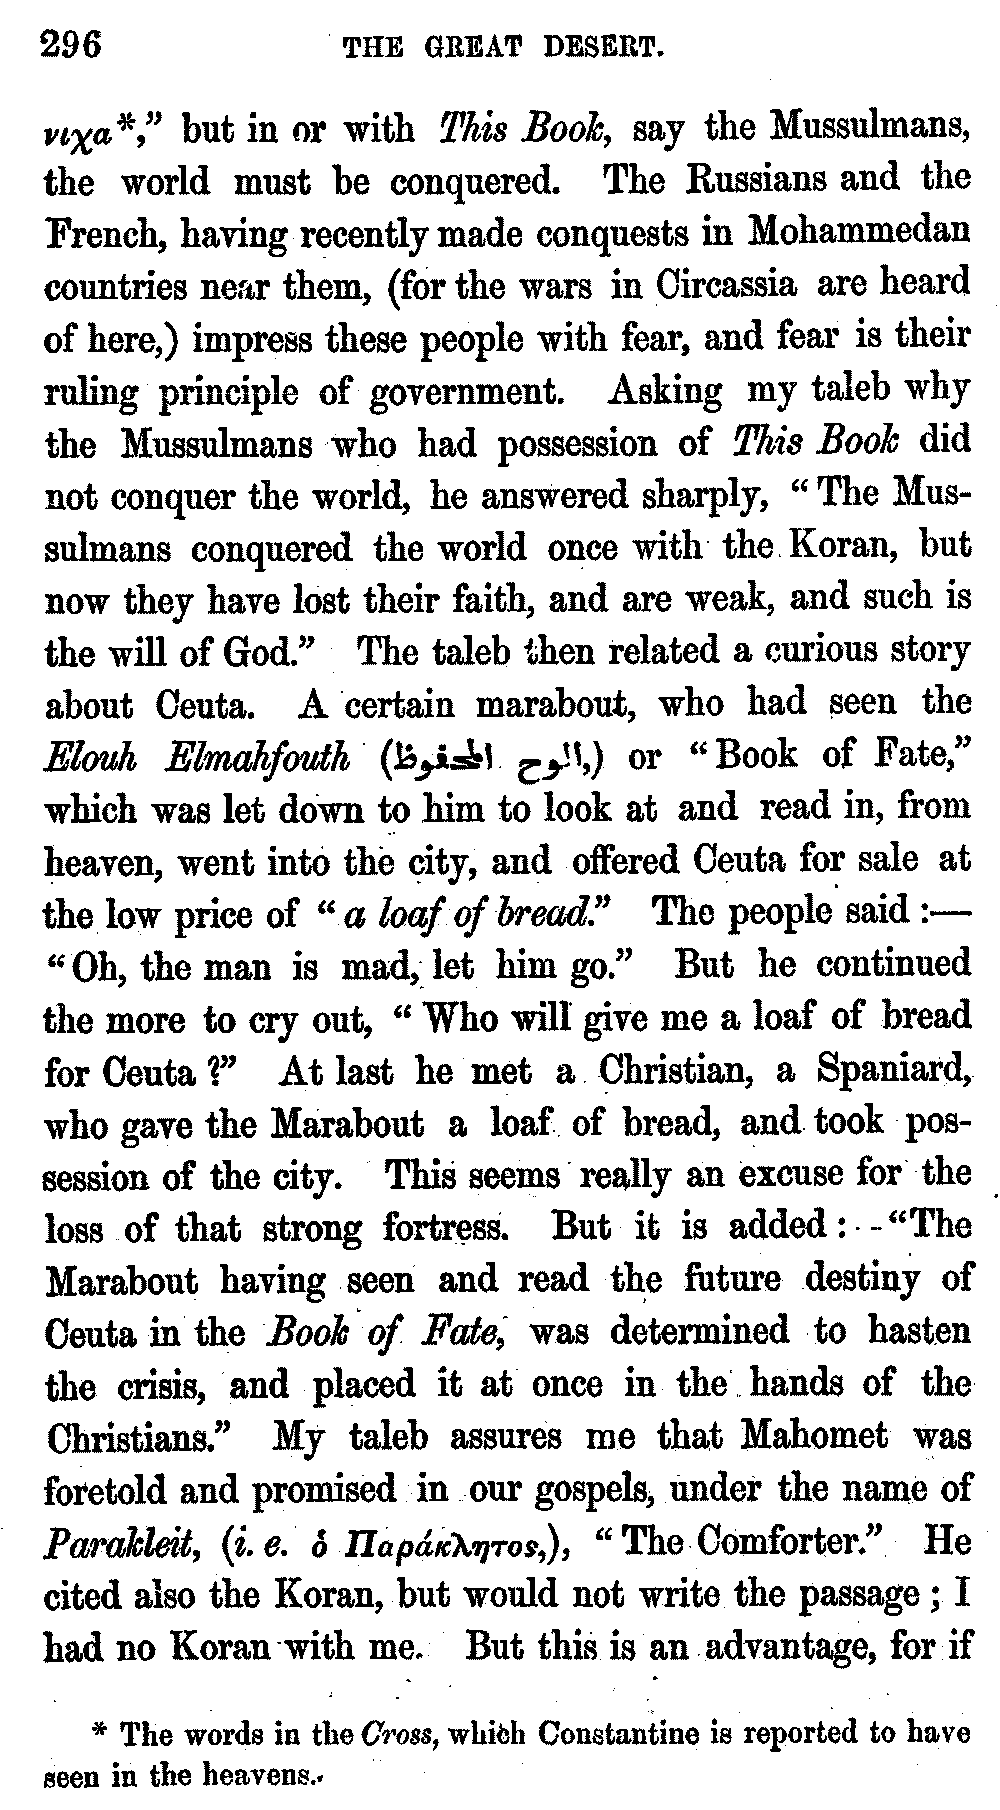 296 THE GREAT DESERT.
νιχα*,” but in or with This Book, say the Mussulmans,
the world must be conquered. The Russians and the
French, having recently made conquests in Mohammedan
countries near them, (for the wars in Circassia are heard
of here,) impress these people with fear, and fear is their
ruling principle of government. Asking my taleb why
the Mussulmans who had possession of This Book did
not conquer the world, he answered sharply, “The Mus-
sulmans conquered the world once with the Koran, but
now they have lost their faith, and are weak, and such is
the will of God.” The taleb then related a curious story
about Ceuta. A certain marabout, who had seen the
Elouh Elmahfouth (الوح المحفوظ,) or “Book of Fate,”
which was let down to him to look at and read in, from
heaven, went into the city, and offered Ceuta for sale at
the low price of “a loaf of bread.” The people said :—
“Oh, the man is mad, let him go.” But he continued
the more to cry out, “Who will give me a loaf of bread
for Ceuta ?” At last he met a Christian, a Spaniard,
who gave the Marabout a loaf of bread, and took pos-
session of the city. This seems really an excuse for the
loss of that strong fortress. But it is added : - “The
Marabout having seen and read the future destiny of
Ceuta in the Book of Fate, was determined to hasten
the crisis, and placed it at once in the hands of the
Christians.” My taleb assures me that Mahomet was
foretold and promised in our gospels, under the name of
Parakleit, (i. e. ὁ Παράκλητος,), “The Comforter.” He
cited also the Koran, but would not write the passage ; I
had no Koran with me. But this is an advantage, for if
* The words in the Cross, which Constantine is reported to have
seen in the heavens.